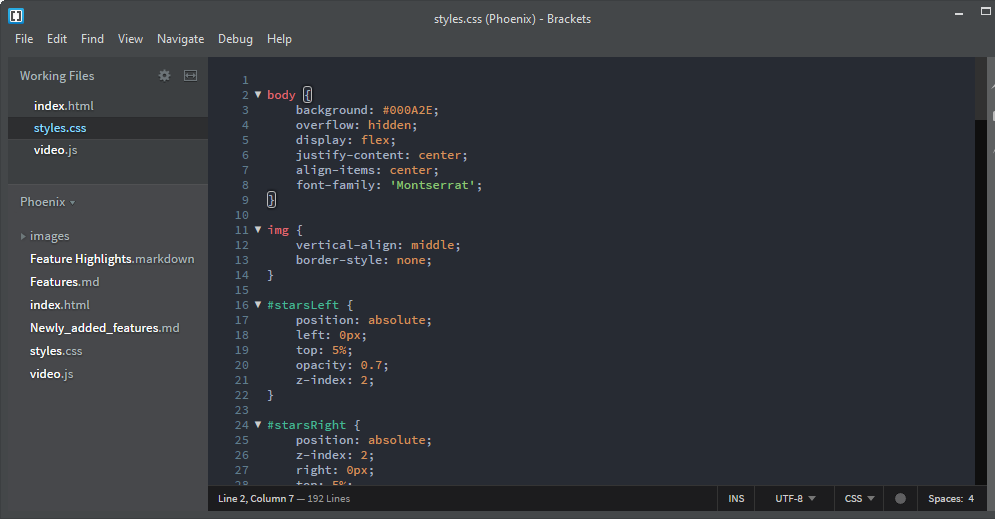 styles.css (Phoenix) - Brackets
File Edit Find View Navigate Debug Help
Working Files
index.html
styles.css
video.js
Phoenix
images
Feature Highlights.markdown
Features.md
index.html
Newly_added_features.md
styles.css
video.js
1
2 body {
3 background: #000A2E;
4 overflow: hidden;
5 display: flex;
6 justify-content: center;
7 align-items: center;
8 font-family: 'Montserrat';
9 }
10
11 img {
12 vertical-align: middle;
13 border-style: none;
14 }
15
16 #starsLeft {
17 position: absolute;
18 left: 0px;
19 top: 5%;
20 opacity: 0.7;
21 z-index: 2;
22 }
23
24 #starsRight {
25 position: absolute;
26 z-index: 2;
27 right: 0px;
28 top: 5%;
Line 2, Column 7 — 192 Lines INS UTF-8 CSS Spaces: 4